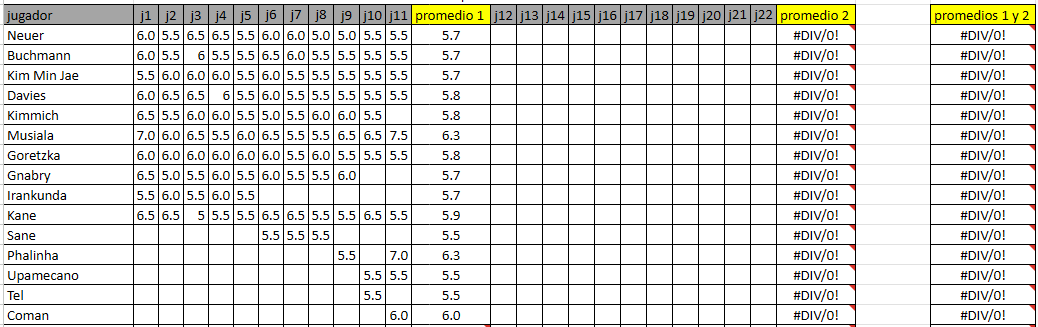 jugador j1 j2 j3 j4 j5 j6 j7 j8 j9 j10 j11 promedio 1 j12 j13 j14 j15 j16 j17 j18 j19 j20 j21 j22 promedio 2 promedios 1 y 2
Neuer 6.0 5.5 6.5 6.5 5.5 6.0 6.0 5.0 5.0 5.5 5.5 5.7 #DIV/0! #DIV/0!
Buchmann 6.0 5.5 6 5.5 5.5 6.5 6.0 5.5 5.5 5.5 5.5 5.7 #DIV/0! #DIV/0!
Kim Min Jae 5.5 6.0 6.0 6.0 5.5 5.5 5.5 5.5 5.5 5.5 5.5 5.7 #DIV/0! #DIV/0!
Davies 6.0 6.5 6.5 6 5.5 6.0 5.5 5.5 5.5 5.5 5.5 5.8 #DIV/0! #DIV/0!
Kimmich 6.5 5.5 6.0 6.0 5.5 5.0 5.5 6.0 6.0 5.5 5.8 #DIV/0! #DIV/0!
Musiala 7.0 6.0 6.5 5.5 6.0 6.5 5.5 5.5 6.5 6.5 7.5 6.3 #DIV/0! #DIV/0!
Goretzka 6.0 6.0 6.0 6.0 6.0 6.0 5.5 6.0 5.5 5.5 5.5 5.8 #DIV/0! #DIV/0!
Gnabry 6.5 5.0 5.5 6.0 5.5 6.0 5.5 5.5 6.0 5.7 #DIV/0! #DIV/0!
Irankunda 5.5 6.0 5.5 6.0 5.5 5.7 #DIV/0! #DIV/0!
Kane 6.5 6.5 5 5.5 5.5 6.5 6.5 5.5 5.5 6.5 5.5 5.9 #DIV/0! #DIV/0!
Sane 5.5 5.5 5.5 5.5 #DIV/0! #DIV/0!
Phalinha 5.5 7.0 6.3 #DIV/0! #DIV/0!
Upamecano 5.5 5.5 5.5 #DIV/0! #DIV/0!
Tel 5.5 5.5 #DIV/0! #DIV/0!
Coman 6.0 6.0 #DIV/0! #DIV/0!